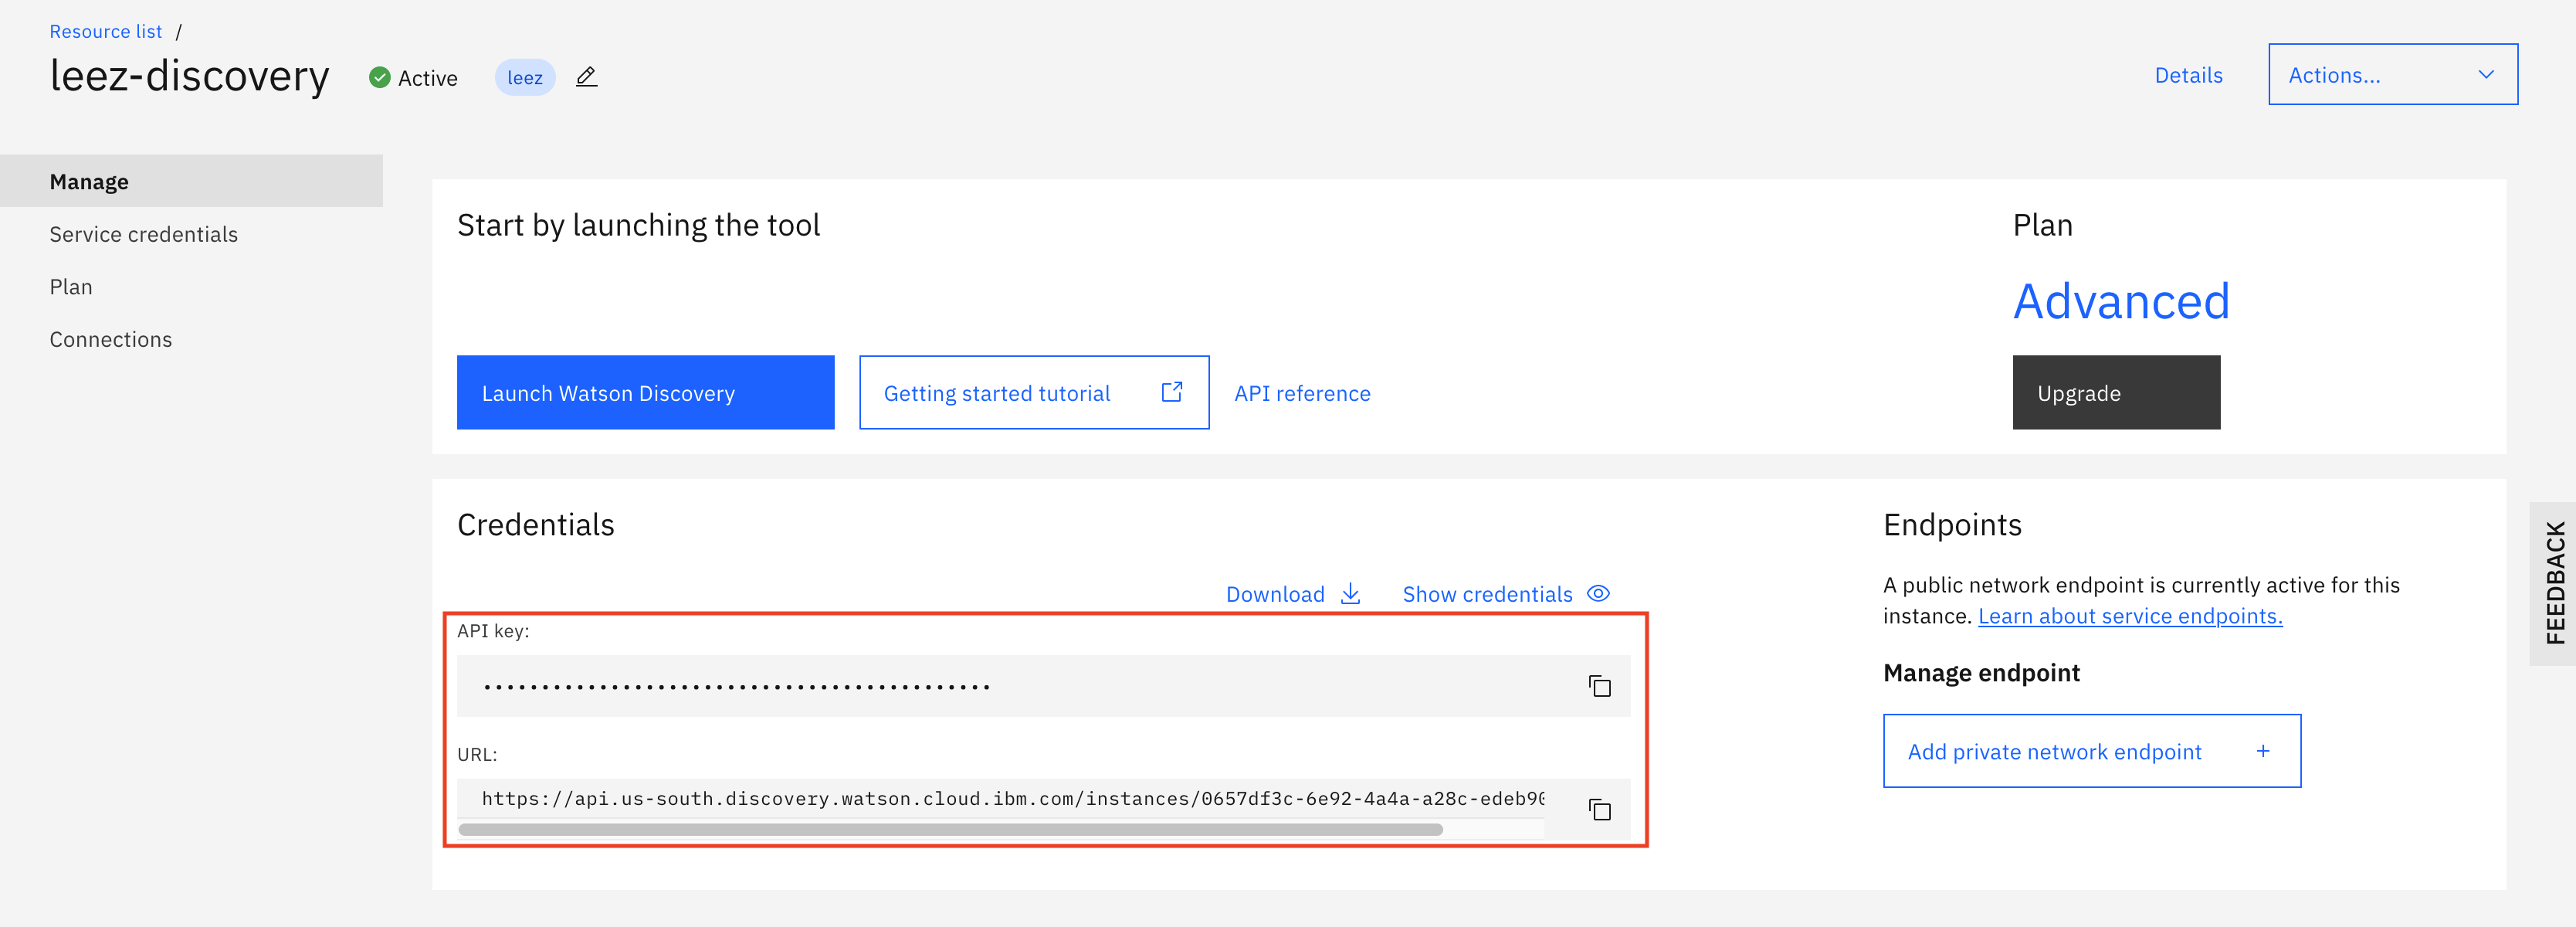 Resource list /
leez-discovery Active leez
Details Actions...
Manage
Service credentials
Plan
Connections
Start by launching the tool
Launch Watson Discovery Getting started tutorial API reference
Plan
Advanced
Upgrade
Credentials
Download Show credentials
API key:
••••••••••••••••••••••••••••••••••••••••••••
URL:
https://api.us-south.discovery.watson.cloud.ibm.com/instances/0657df3c-6e92-4a4a-a28c-edeb90
Endpoints
A public network endpoint is currently active for this
instance. Learn about service endpoints.
Manage endpoint
Add private network endpoint +
FEEDBACK